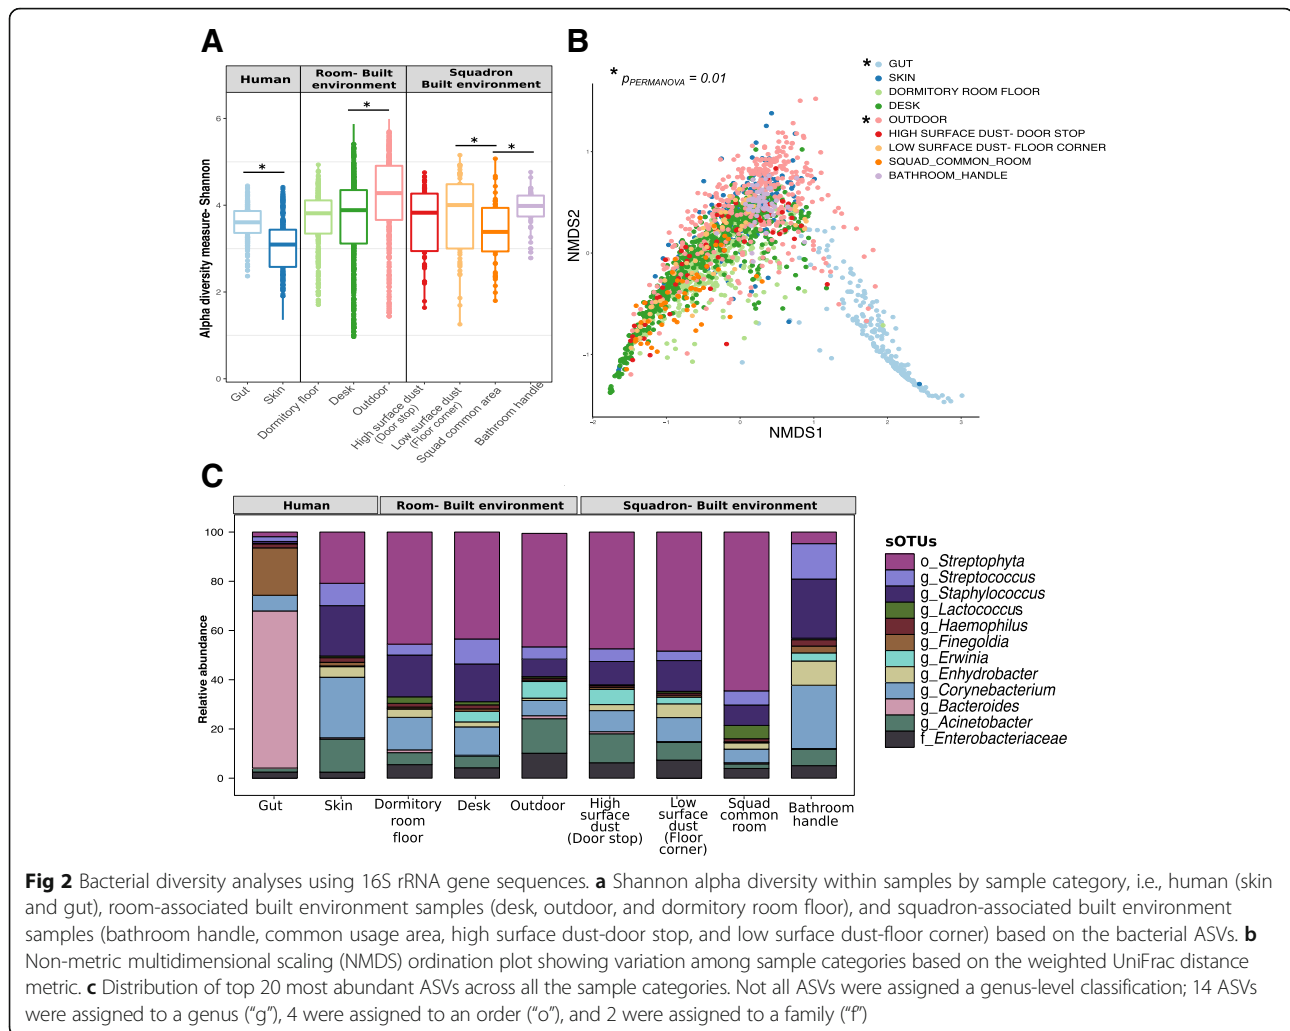 A
Human
Room- Built
environment
Squadron
Built environment
Alpha diversity measure- Shannon
6
4
2
0
*
*
*
*
Gut
Skin
Dormitory floor
Desk
Outdoor
High surface dust
(Door stop)
Low surface dust
(Floor corner)
Squad common area
Bathroom handle
B
* pPERMANOVA = 0.01
* GUT
SKIN
DORMITORY ROOM FLOOR
DESK
* OUTDOOR
HIGH SURFACE DUST- DOOR STOP
LOW SURFACE DUST- FLOOR CORNER
SQUAD_COMMON_ROOM
BATHROOM_HANDLE
NMDS2
1
0
-1
-2
-1
0
1
2
3
NMDS1
C
Human
Room- Built environment
Squadron- Built environment
Relative abundance
100
80
60
40
20
0
Gut
Skin
Dormitory
room
floor
Desk
Outdoor
High
surface
dust
(Door stop)
Low
surface
dust
(Floor
corner)
Squad
common
room
Bathroom
handle
sOTUs
o_Streptophyta
g_Streptococcus
g_Staphylococcus
g_Lactococcus
g_Haemophilus
g_Finegoldia
g_Erwinia
g_Enhydrobacter
g_Corynebacterium
g_Bacteroides
g_Acinetobacter
f_Enterobacteriaceae
Fig 2 Bacterial diversity analyses using 16S rRNA gene sequences. a Shannon alpha diversity within samples by sample category, i.e., human (skin
and gut), room-associated built environment samples (desk, outdoor, and dormitory room floor), and squadron-associated built environment
samples (bathroom handle, common usage area, high surface dust-door stop, and low surface dust-floor corner) based on the bacterial ASVs. b
Non-metric multidimensional scaling (NMDS) ordination plot showing variation among sample categories based on the weighted UniFrac distance
metric. c Distribution of top 20 most abundant ASVs across all the sample categories. Not all ASVs were assigned a genus-level classification; 14 ASVs
were assigned to a genus (“g”), 4 were assigned to an order (“o”), and 2 were assigned to a family (“f”)